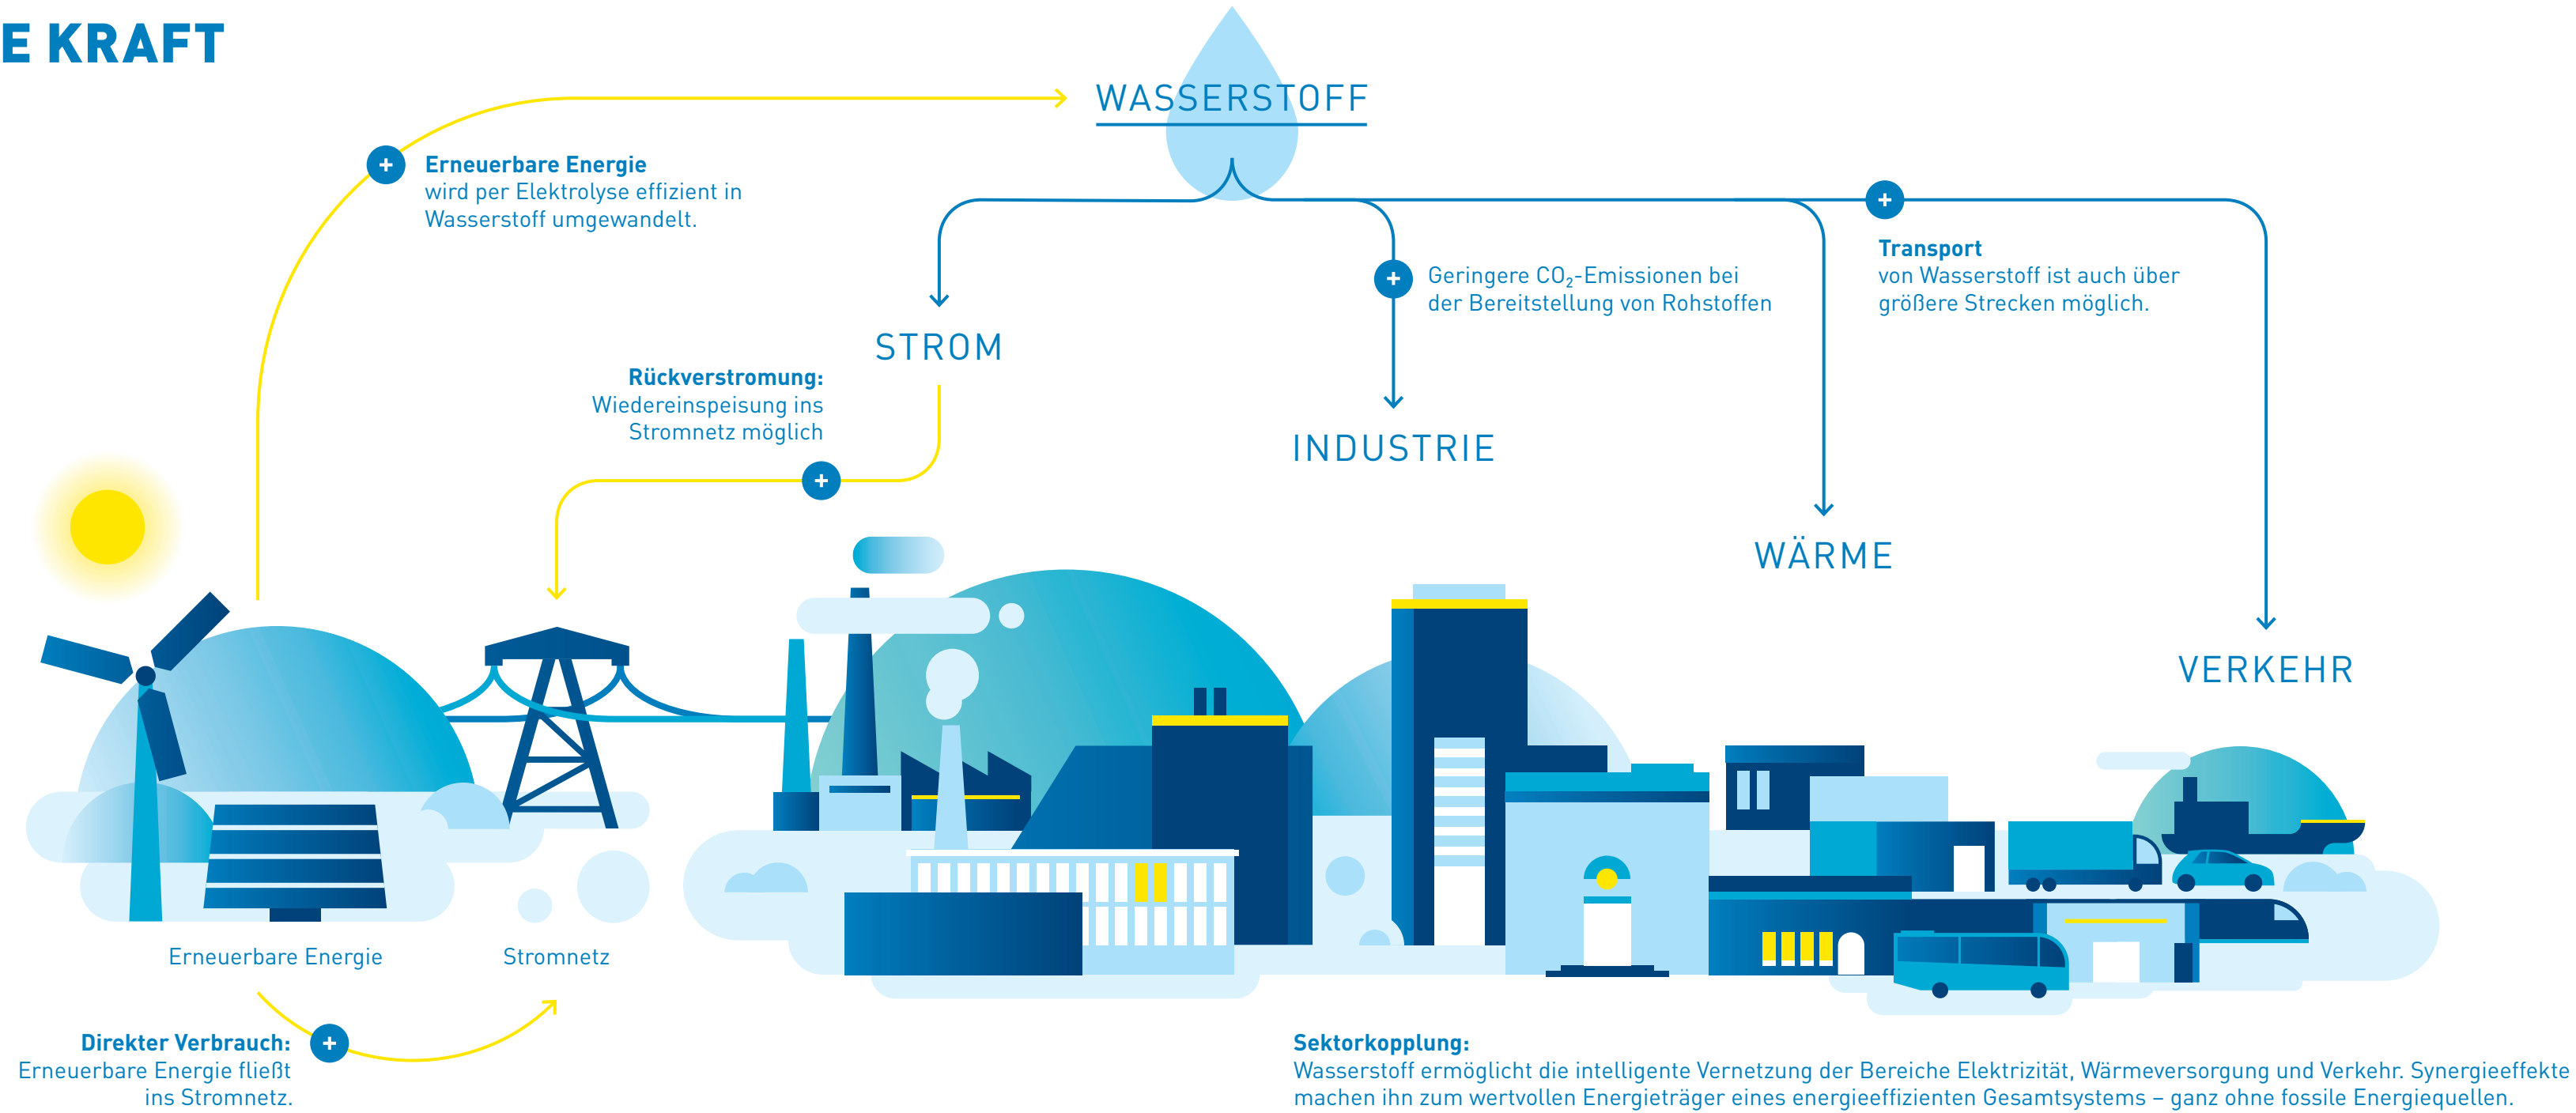 E KRAFT
WASSERSTOFF
Erneuerbare Energie
wird per Elektrolyse effizient in
Wasserstoff umgewandelt.
Transport
von Wasserstoff ist auch über
größere Strecken möglich.
Geringere CO₂-Emissionen bei
der Bereitstellung von Rohstoffen
STROM
Rückverstromung:
Wiedereinspeisung ins
Stromnetz möglich
INDUSTRIE
WÄRME
VERKEHR
Erneuerbare Energie
Stromnetz
Direkter Verbrauch:
Erneuerbare Energie fließt
ins Stromnetz.
Sektorkopplung:
Wasserstoff ermöglicht die intelligente Vernetzung der Bereiche Elektrizität, Wärmeversorgung und Verkehr. Synergieeffekte
machen ihn zum wertvollen Energieträger eines energieeffizienten Gesamtsystems – ganz ohne fossile Energiequellen.